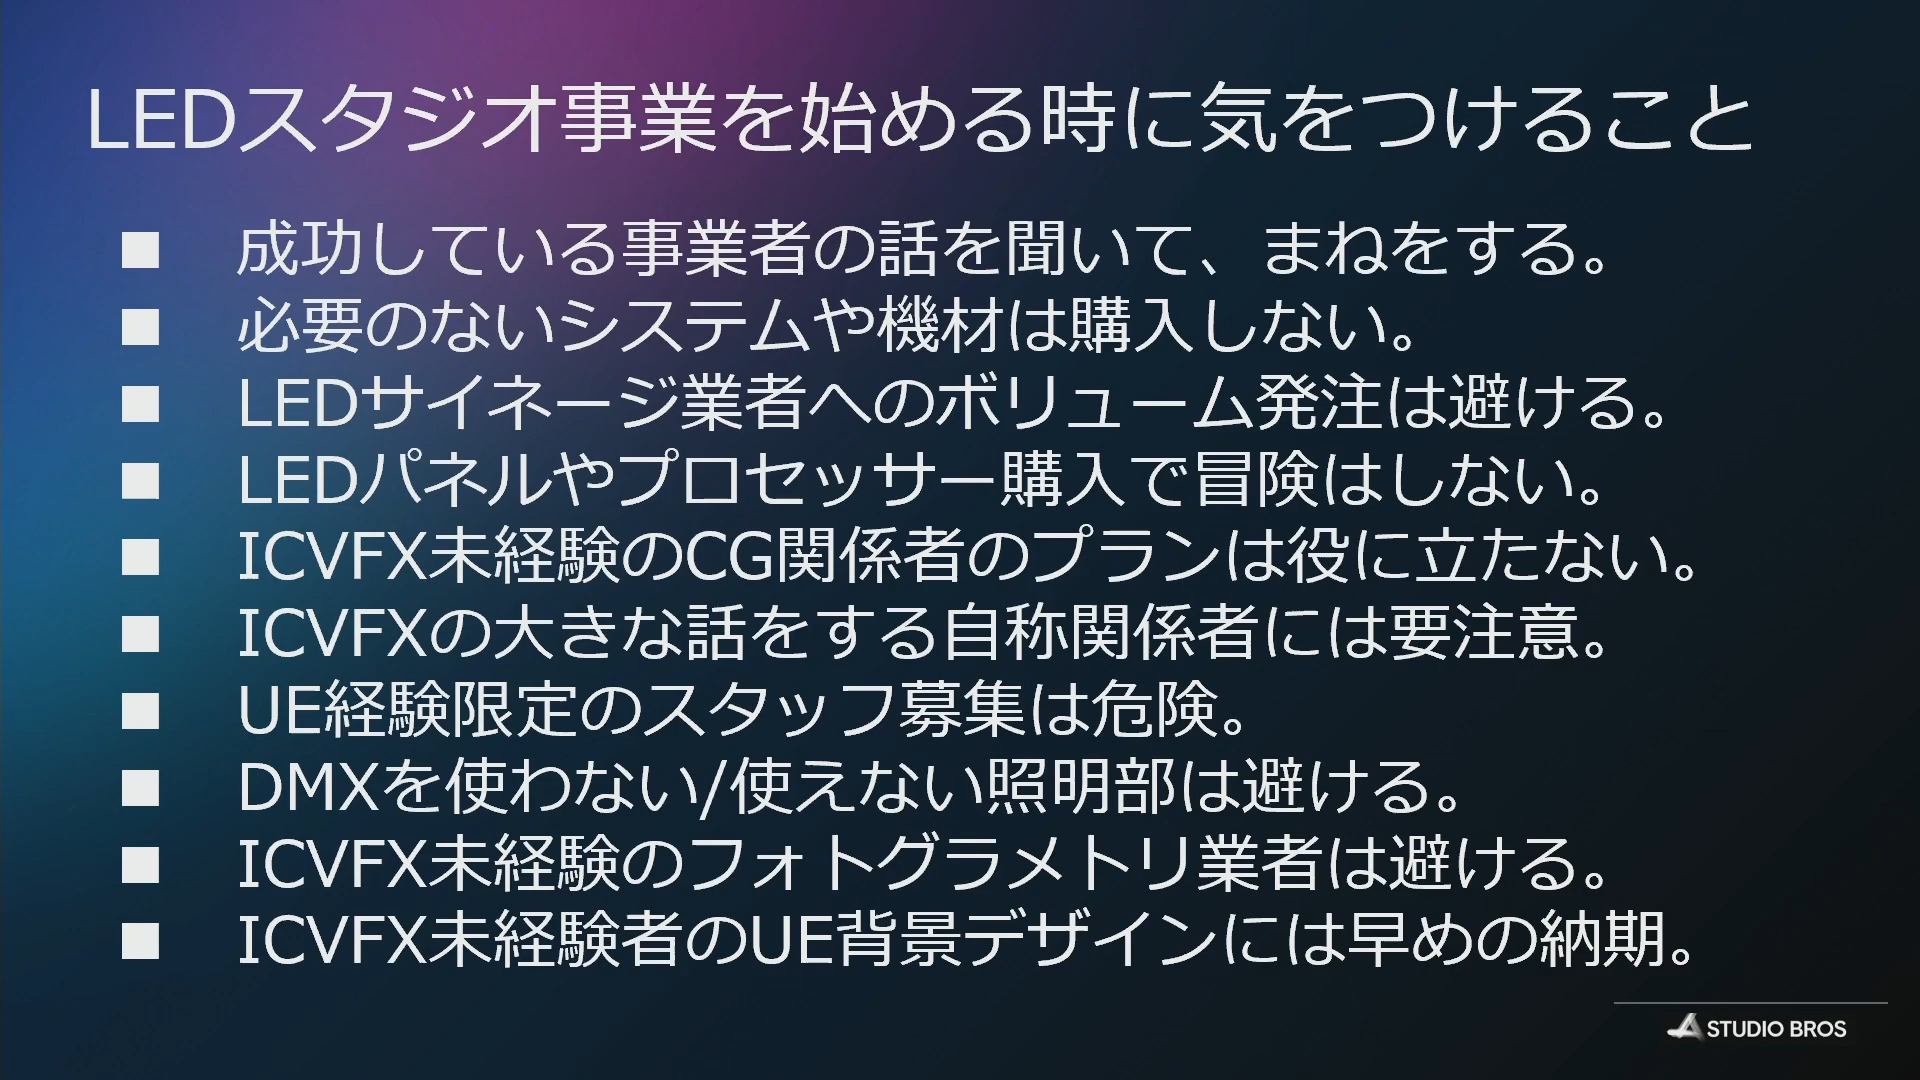 LEDスタジオ事業を始める時に気をつけること
■ 成功している事業者の話を聞いて、まねをする。
■ 必要のないシステムや機材は購入しない。
■ LEDサイネージ業者へのボリューム発注は避ける。
■ LEDパネルやプロセッサー購入で冒険はしない。
■ ICVFX未経験のCG関係者のプランは役に立たない。
■ ICVFXの大きな話をする自称関係者には要注意。
■ UE経験限定のスタッフ募集は危険。
■ DMXを使わない/使えない照明部は避ける。
■ ICVFX未経験のフォトグラメトリ業者は避ける。
■ ICVFX未経験者のUE背景デザインには早めの納期。
STUDIO BROS